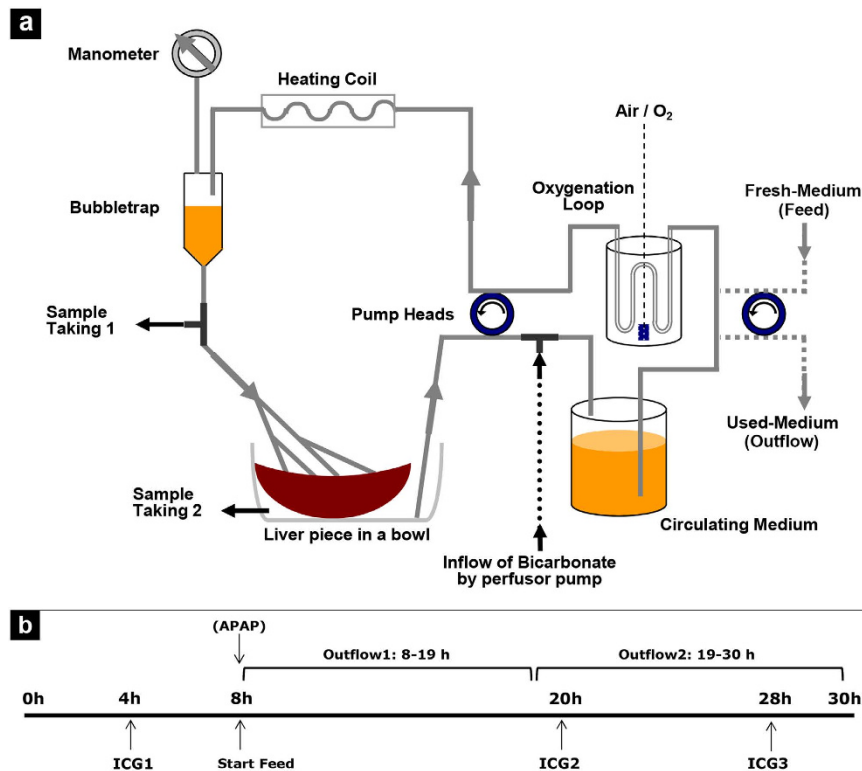 a
Manometer
Heating Coil
Air / O₂
Bubbletrap
Oxygenation
Loop
Fresh-Medium
(Feed)
Sample
Taking 1
Pump Heads
Used-Medium
(Outflow)
Sample
Taking 2
Liver piece in a bowl
Circulating Medium
Inflow of Bicarbonate
by perfusor pump
b
(APAP)
Outflow1: 8-19 h
Outflow2: 19-30 h
0h
4h
8h
20h
28h
30h
ICG1
Start Feed
ICG2
ICG3